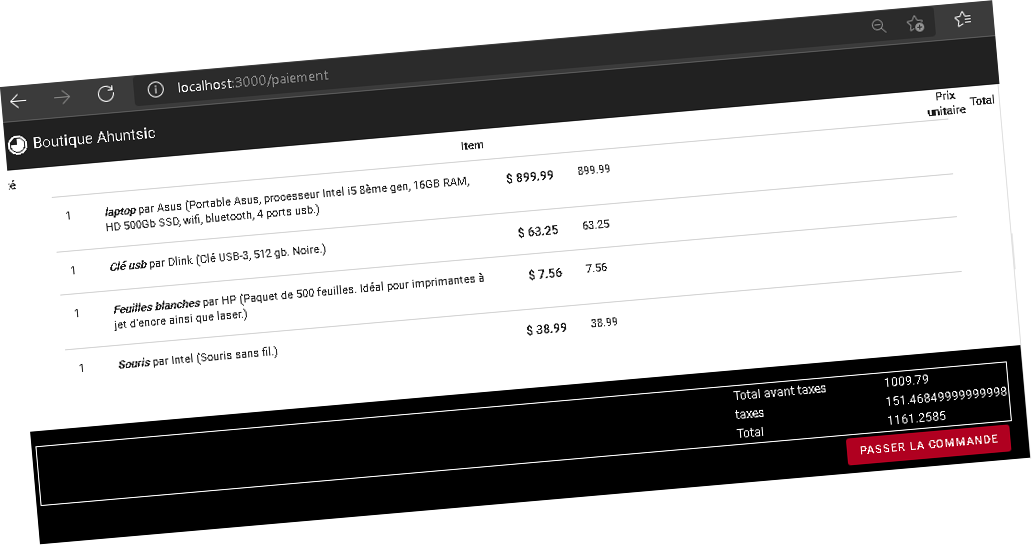 localhost:3000/paiement
Boutique Ahuntsic
té
Item
Prix
unitaire
Total
1
laptop par Asus (Portable Asus, processeur Intel i5 8ème gen, 16GB RAM,
HD 500Gb SSD, wifi, bluetooth, 4 ports usb.)
$ 899.99
899.99
1
Clé usb par Dlink (Clé USB-3, 512 gb. Noire.)
$ 63.25
63.25
1
Feuilles blanches par HP (Paquet de 500 feuilles. Idéal pour imprimantes à
jet d'encre ainsi que laser.)
$ 7.56
7.56
1
Souris par Intel (Souris sans fil.)
$ 38.99
38.99
Total avant taxes 1009.79
taxes 151.46849999999998
Total 1161.2585
PASSER LA COMMANDE